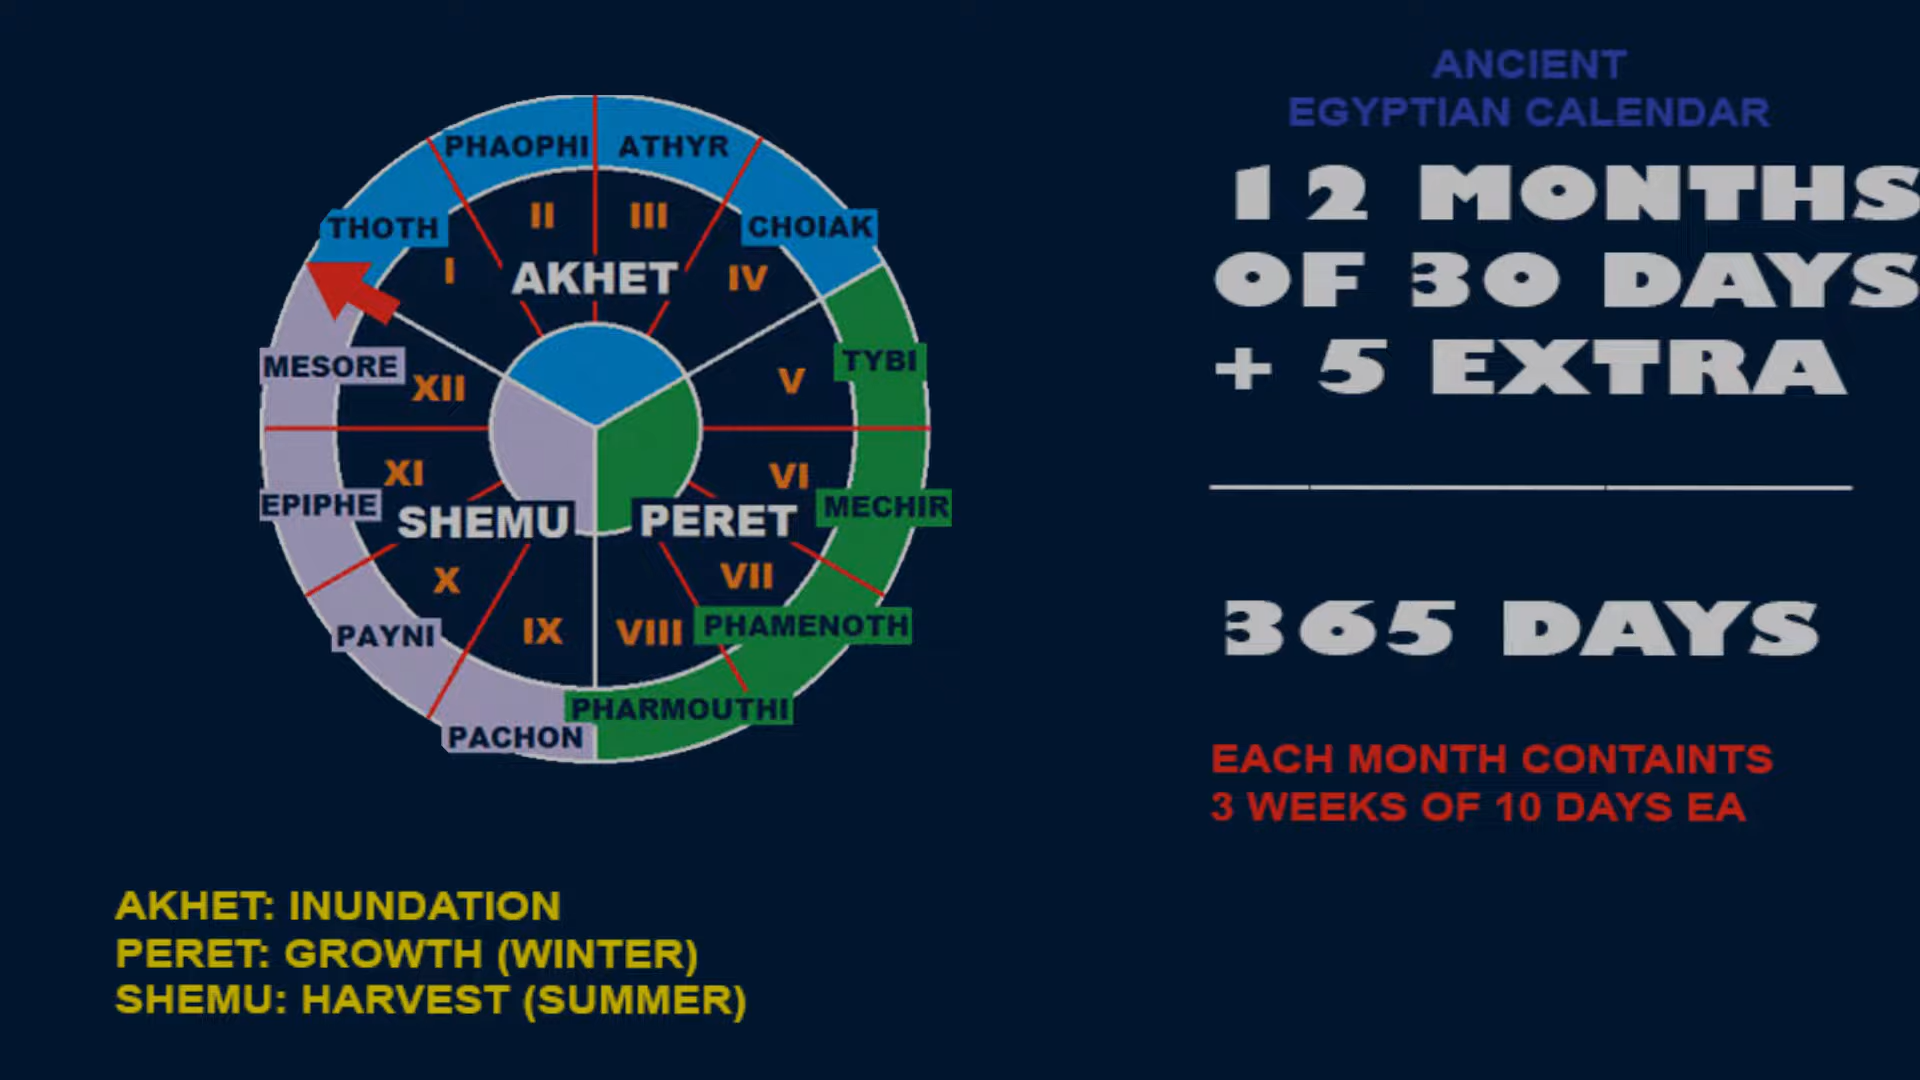 ANCIENT
EGYPTIAN CALENDAR
12 MONTHS
OF 30 DAYS
+ 5 EXTRA
365 DAYS
EACH MONTH CONTAINTS
3 WEEKS OF 10 DAYS EA
PHAOPHI
ATHYR
THOTH
CHOIAK
II
III
I
AKHET
IV
MESORE
XII
V
TYBI
EPIPHE
XI
SHEMU
PERET
VI
MECHIR
X
VII
PAYNI
IX
VIII
PHAMENOTH
PACHON
PHARMOUTHI
AKHET: INUNDATION
PERET: GROWTH (WINTER)
SHEMU: HARVEST (SUMMER)